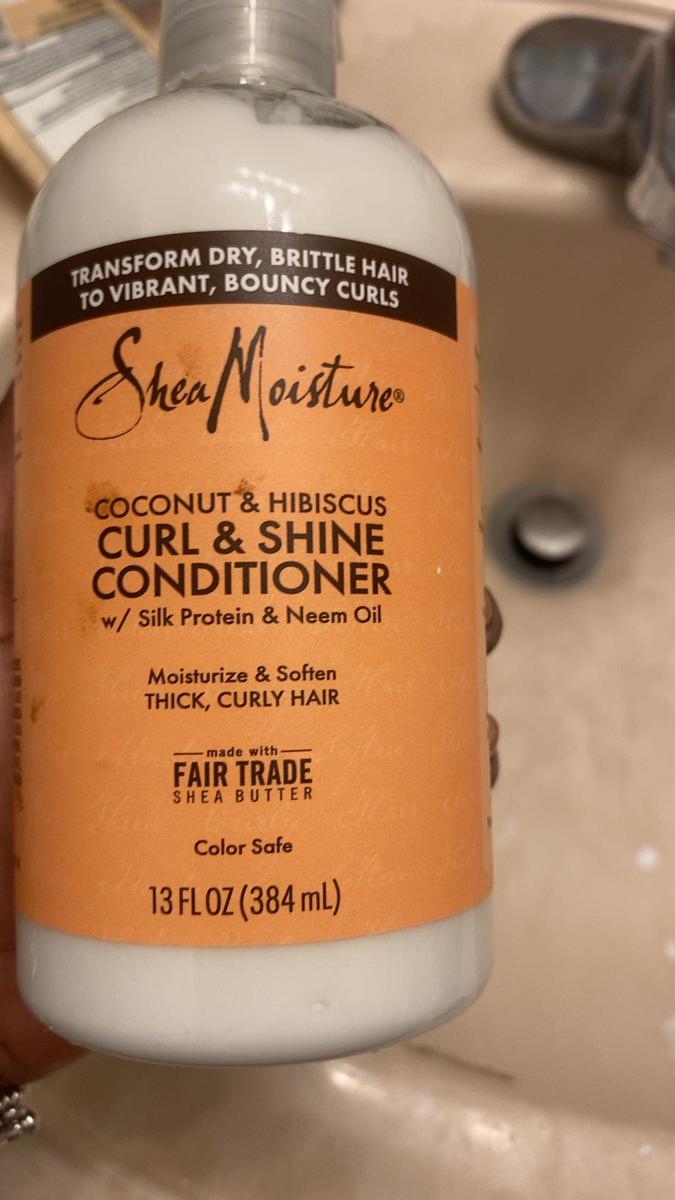 TRANSFORM DRY, BRITTLE HAIR
TO VIBRANT, BOUNCY CURLS
SheaMoisture®
COCONUT & HIBISCUS
CURL & SHINE
CONDITIONER
w/ Silk Protein & Neem Oil
Moisturize & Soften
THICK, CURLY HAIR
made with
FAIR TRADE
SHEA BUTTER
Color Safe
13 FL OZ (384 mL)